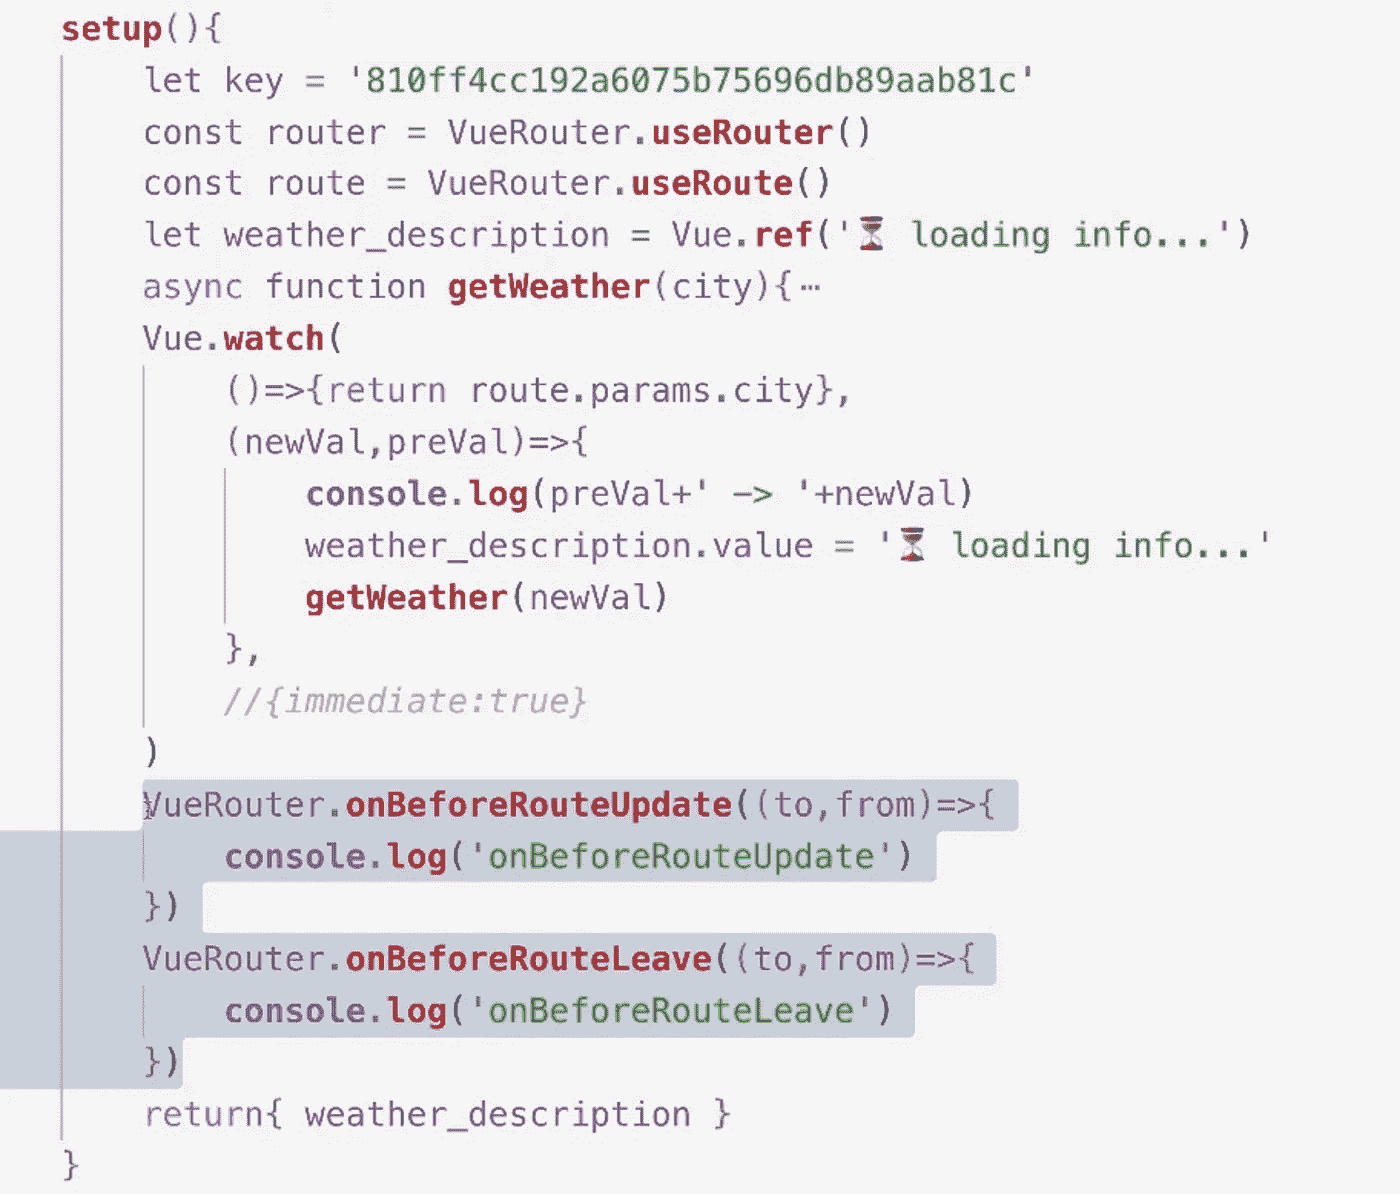 setup(){
let key = '810ff4cc192a6075b75696db89aab81c'
const router = VueRouter.useRouter()
const route = VueRouter.useRoute()
let weather_description = Vue.ref('⏳ loading info...')
async function getWeather(city){⋯
Vue.watch(
()=>{return route.params.city},
(newVal,preVal)=>{
console.log(preVal+' -> '+newVal)
weather_description.value = '⏳ loading info...'
getWeather(newVal)
},
//{immediate:true}
)
VueRouter.onBeforeRouteUpdate((to,from)=>{
console.log('onBeforeRouteUpdate')
})
VueRouter.onBeforeRouteLeave((to,from)=>{
console.log('onBeforeRouteLeave')
})
return{ weather_description }
}